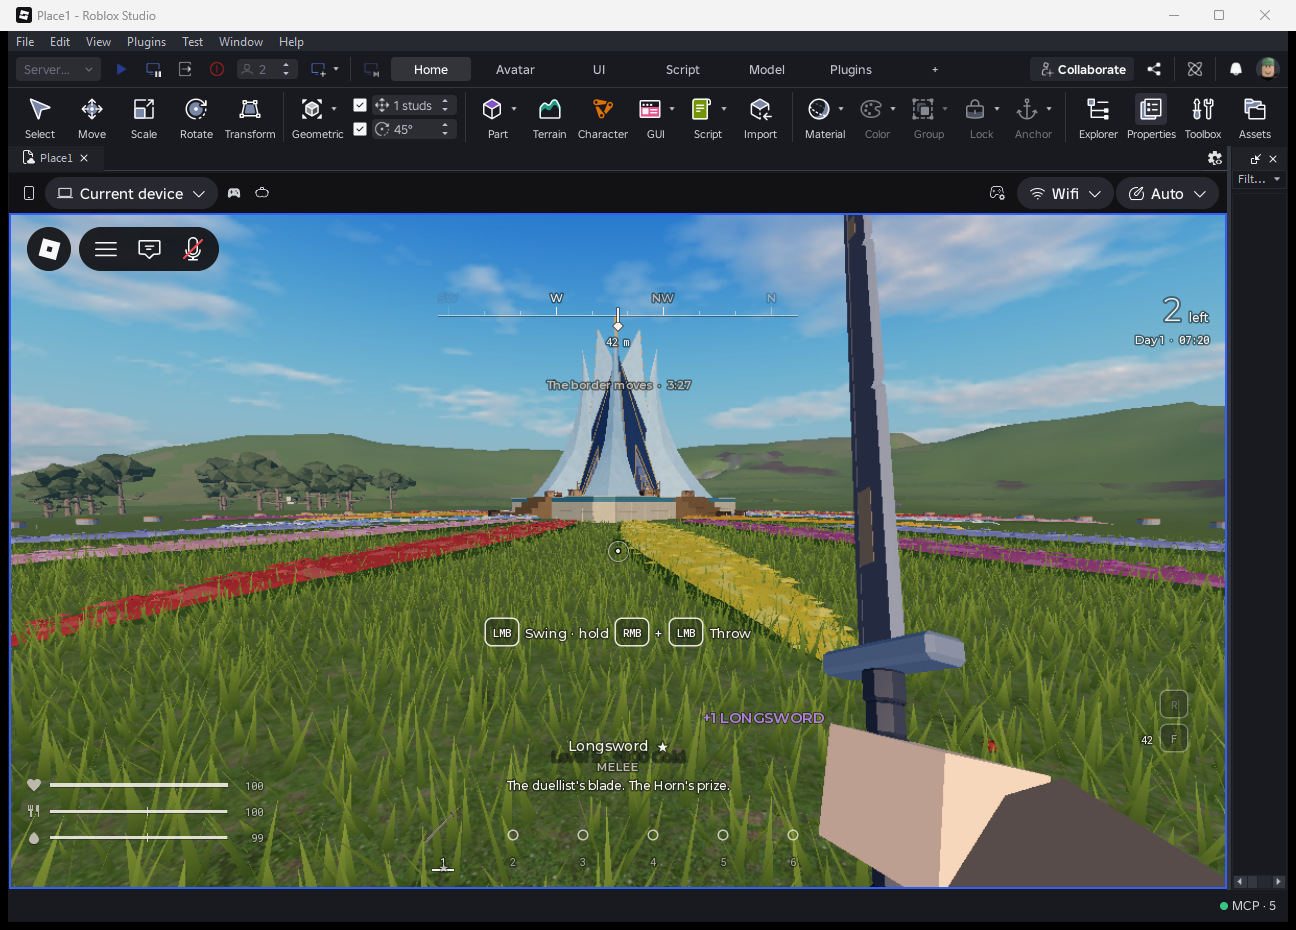 Place1 - Roblox Studio
File Edit View Plugins Test Window Help
Server... 2 Home Avatar UI Script Model Plugins + Collaborate
1 studs
45°
Select Move Scale Rotate Transform Geometric Part Terrain Character GUI Script Import Material Color Group Lock Anchor Explorer Properties Toolbox Assets
Place1
Filt...
Current device Wifi Auto
SW W NW N
2 left
42 m
Day 1 · 07:20
The border moves · 3:27
LMB Swing · hold RMB + LMB Throw
R
+1 LONGSWORD
42 F
Longsword ★
MELEE
The duellist's blade. The Horn's prize.
100
100
99
1 2 3 4 5 6
MCP · 5